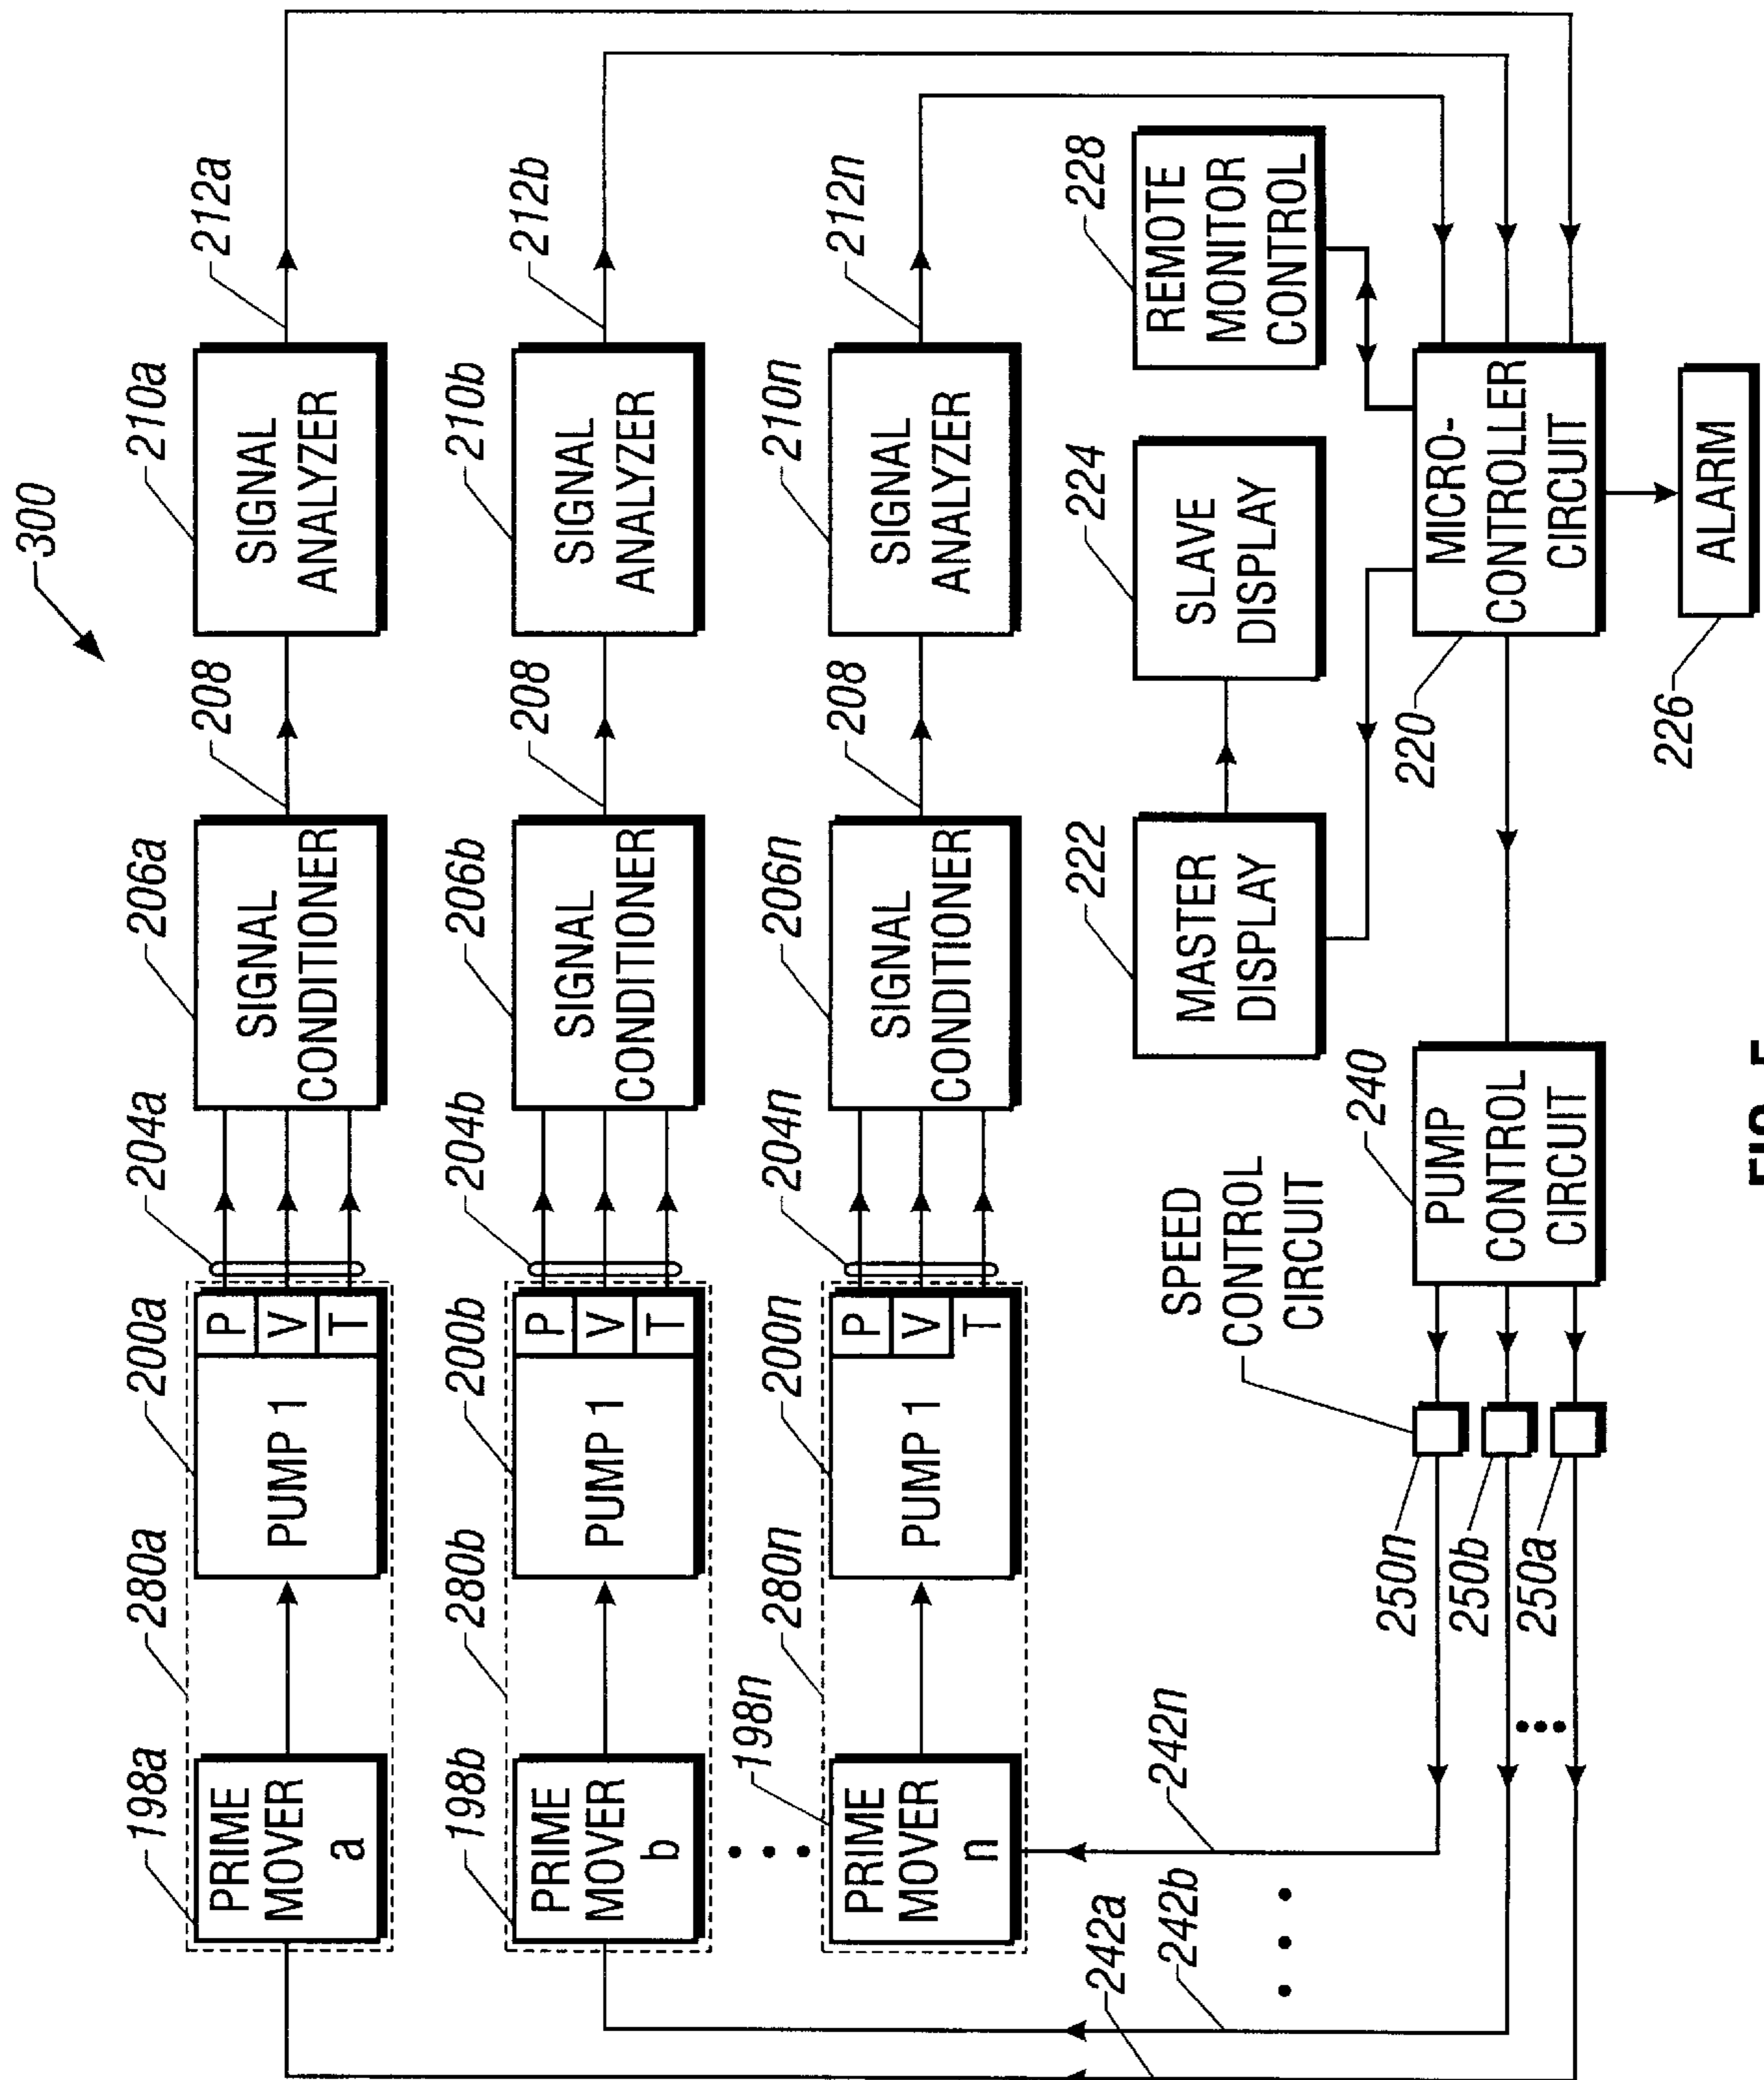 300
198a
280a
200a
204a
206a
208
210a
212a
PRIME
MOVER
a
PUMP 1
P
V
T
SIGNAL
CONDITIONER
SIGNAL
ANALYZER
198b
280b
200b
204b
206b
208
210b
212b
PRIME
MOVER
b
PUMP 1
P
V
T
SIGNAL
CONDITIONER
SIGNAL
ANALYZER
198n
280n
200n
204n
206n
208
210n
212n
PRIME
MOVER
n
PUMP 1
P
V
T
SIGNAL
CONDITIONER
SIGNAL
ANALYZER
222
224
228
MASTER
DISPLAY
SLAVE
DISPLAY
REMOTE
MONITOR
CONTROL
242a
242b
242n
250n
250b
250a
SPEED
CONTROL
CIRCUIT
240
PUMP
CONTROL
CIRCUIT
220
MICRO-
CONTROLLER
CIRCUIT
226
ALARM